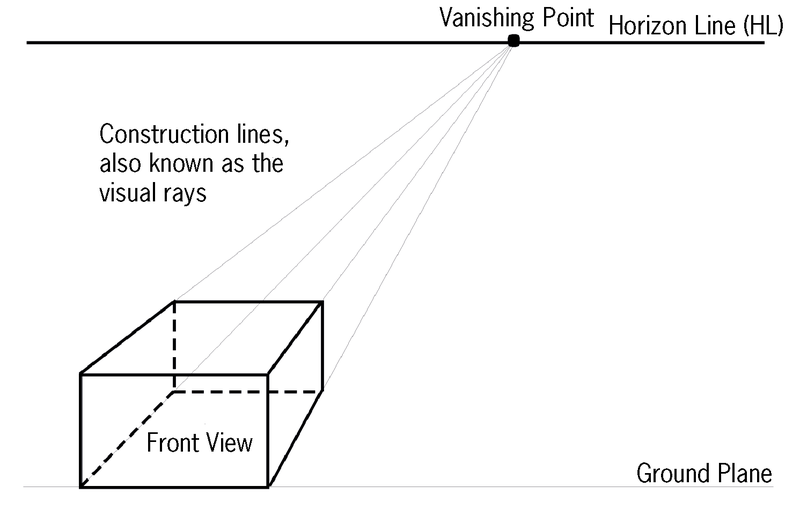 Vanishing Point
Horizon Line (HL)
Construction lines,
also known as the
visual rays
Front View
Ground Plane